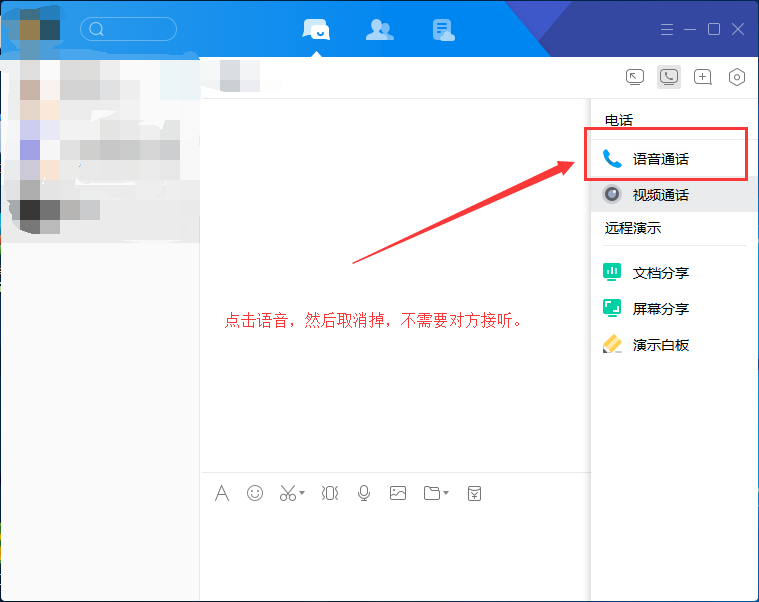 电话
语音通话
视频通话
远程演示
文档分享
屏幕分享
演示白板
点击语音，然后取消掉，不需要对方接听。